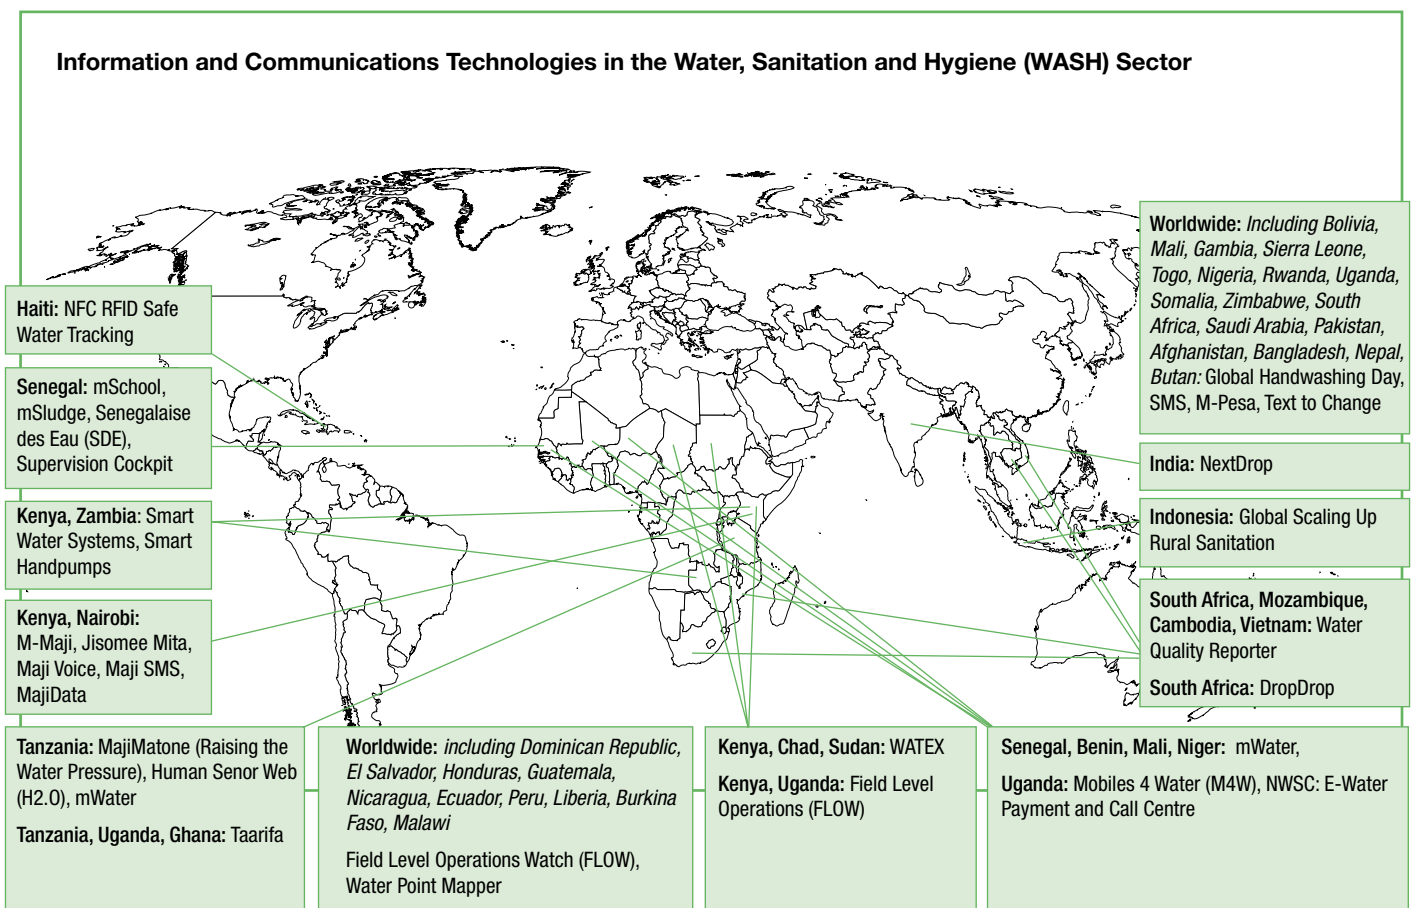 Information and Communications Technologies in the Water, Sanitation and Hygiene (WASH) Sector
Haiti: NFC RFID Safe
Water Tracking
Senegal: mSchool,
mSludge, Senegalaise
des Eau (SDE),
Supervision Cockpit
Kenya, Zambia: Smart
Water Systems, Smart
Handpumps
Kenya, Nairobi:
M-Maji, Jisomee Mita,
Maji Voice, Maji SMS,
MajiData
Tanzania: MajiMatone (Raising the
Water Pressure), Human Senor Web
(H2.O), mWater
Tanzania, Uganda, Ghana: Taarifa
Worldwide: including Dominican Republic,
El Salvador, Honduras, Guatemala,
Nicaragua, Ecuador, Peru, Liberia, Burkina
Faso, Malawi
Field Level Operations Watch (FLOW),
Water Point Mapper
Kenya, Chad, Sudan: WATEX
Kenya, Uganda: Field Level
Operations (FLOW)
Senegal, Benin, Mali, Niger: mWater,
Uganda: Mobiles 4 Water (M4W), NWSC: E-Water
Payment and Call Centre
Worldwide: Including Bolivia,
Mali, Gambia, Sierra Leone,
Togo, Nigeria, Rwanda, Uganda,
Somalia, Zimbabwe, South
Africa, Saudi Arabia, Pakistan,
Afghanistan, Bangladesh, Nepal,
Butan: Global Handwashing Day,
SMS, M-Pesa, Text to Change
India: NextDrop
Indonesia: Global Scaling Up
Rural Sanitation
South Africa, Mozambique,
Cambodia, Vietnam: Water
Quality Reporter
South Africa: DropDrop